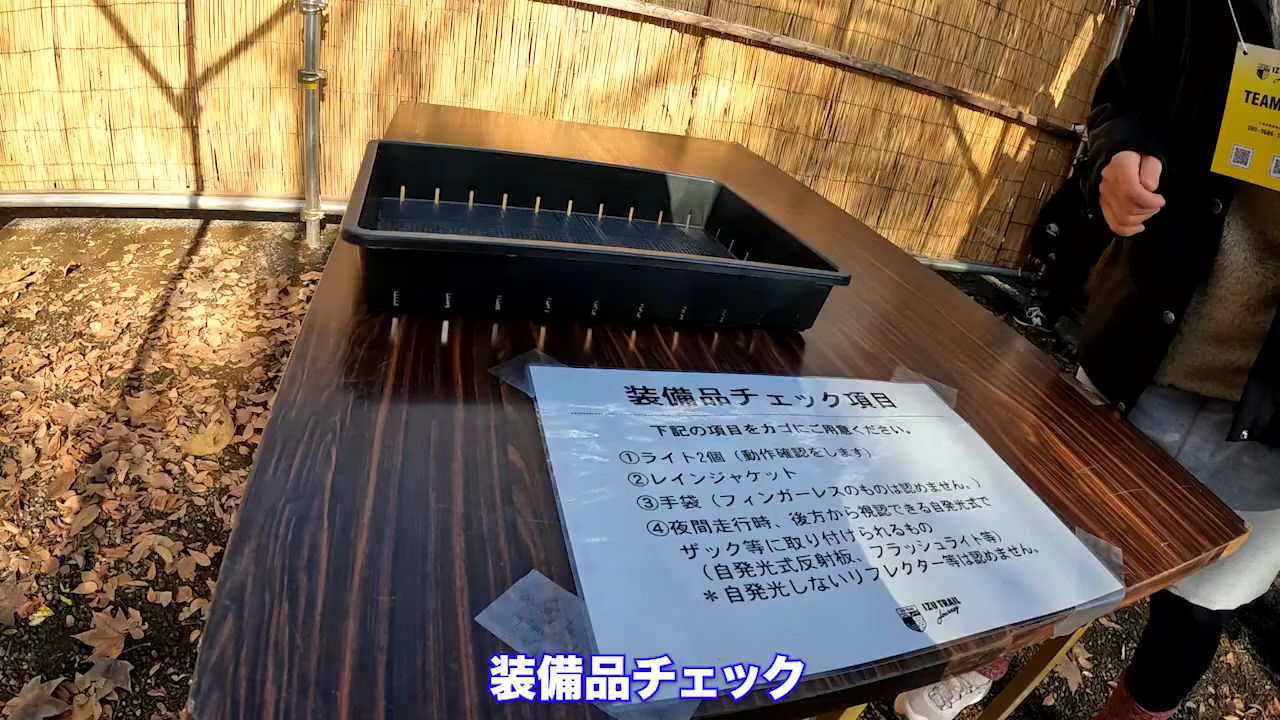 IZU
TEAM
装備品チェック項目
下記の項目をカゴにご用意ください。
①ライト2個（動作確認をします）
②レインジャケット
③手袋（フィンガーレスのものは認めません。）
④夜間走行時、後方から視認できる自発光式で
ザック等に取り付けられるもの
（自発光式反射板、フラッシュライト等）
＊自発光しないリフレクター等は認めません。
IZU TRAIL
Journey
装備品チェック